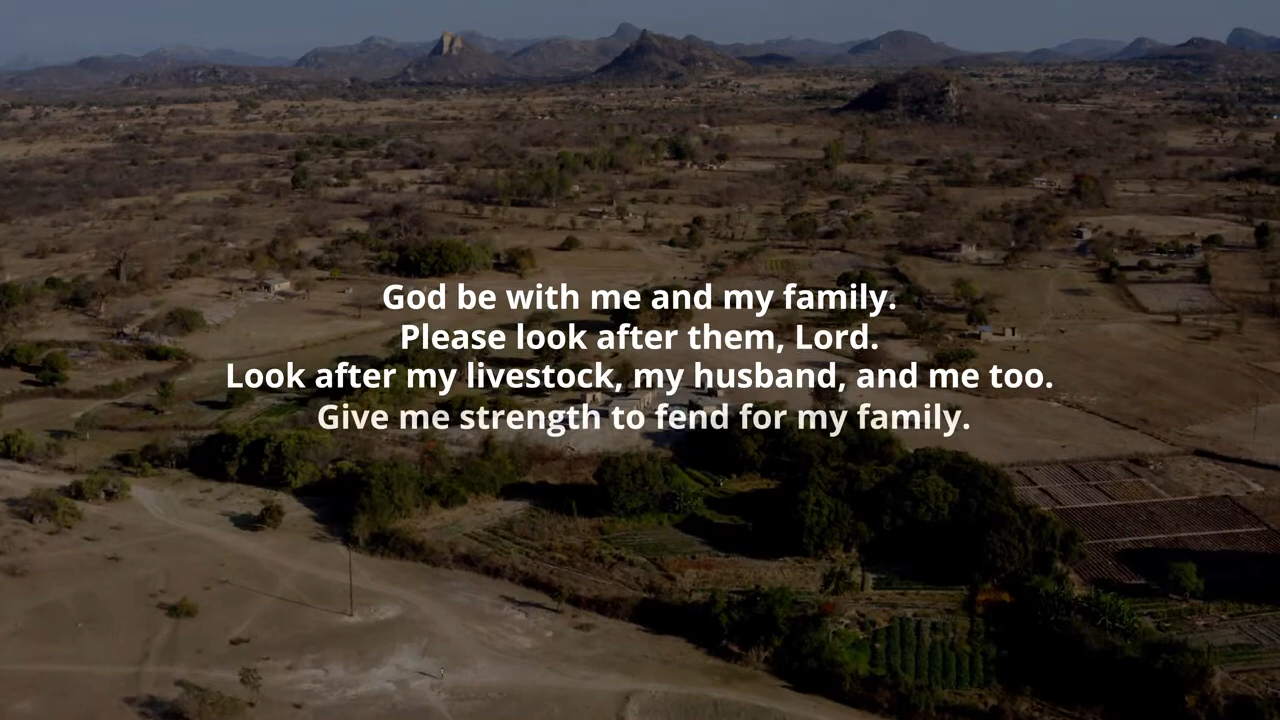 God be with me and my family.
Please look after them, Lord.
Look after my livestock, my husband, and me too.
Give me strength to fend for my family.